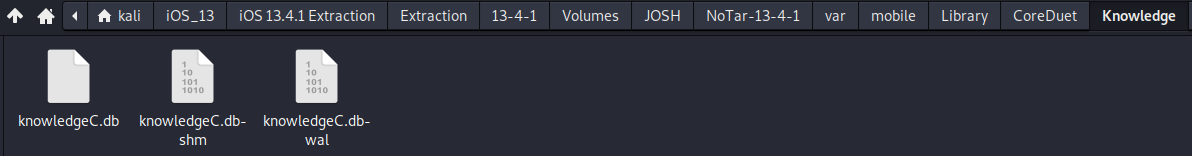 kali iOS_13 iOS 13.4.1 Extraction Extraction 13-4-1 Volumes JOSH NoTar-13-4-1 var mobile Library CoreDuet Knowledge
1 1
10 10
101 101
1010 1010
knowledgeC.db knowledgeC.db- knowledgeC.db-
shm wal